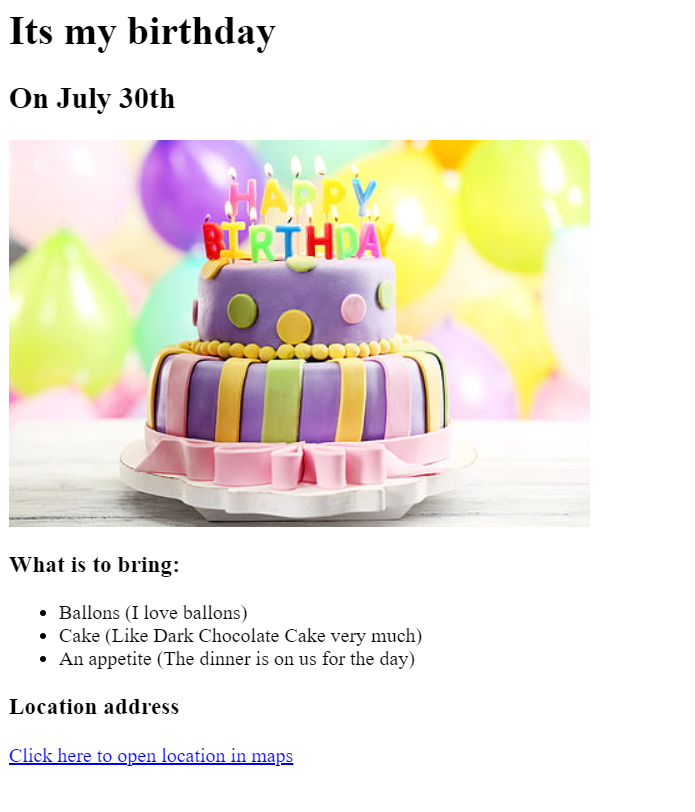 Its my birthday
On July 30th
HAPPY
BIRTHDAY
What is to bring:
Ballons (I love ballons)
Cake (Like Dark Chocolate Cake very much)
An appetite (The dinner is on us for the day)
Location address
Click here to open location in maps